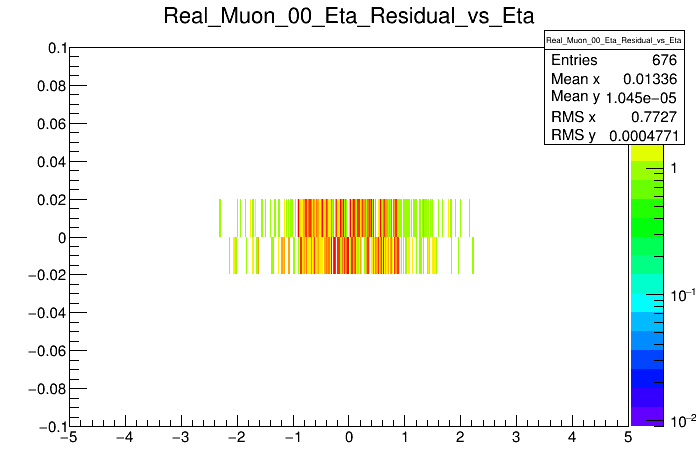 Real_Muon_00_Eta_Residual_vs_Eta
Real_Muon_00_Eta_Residual_vs_Eta
Entries 676
Mean x 0.01336
Mean y 1.045e−05
RMS x 0.7727
RMS y 0.0004771
0.1
0.08
0.06
0.04
0.02
0
−0.02
−0.04
−0.06
−0.08
−0.1
−5 −4 −3 −2 −1 0 1 2 3 4 5
1
10⁻¹
10⁻²